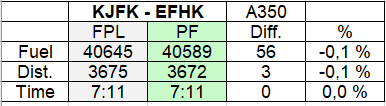 KJFK - EFHK A350
FPL PF Diff. %
Fuel 40645 40589 56 -0,1 %
Dist. 3675 3672 3 -0,1 %
Time 7:11 7:11 0 0,0 %